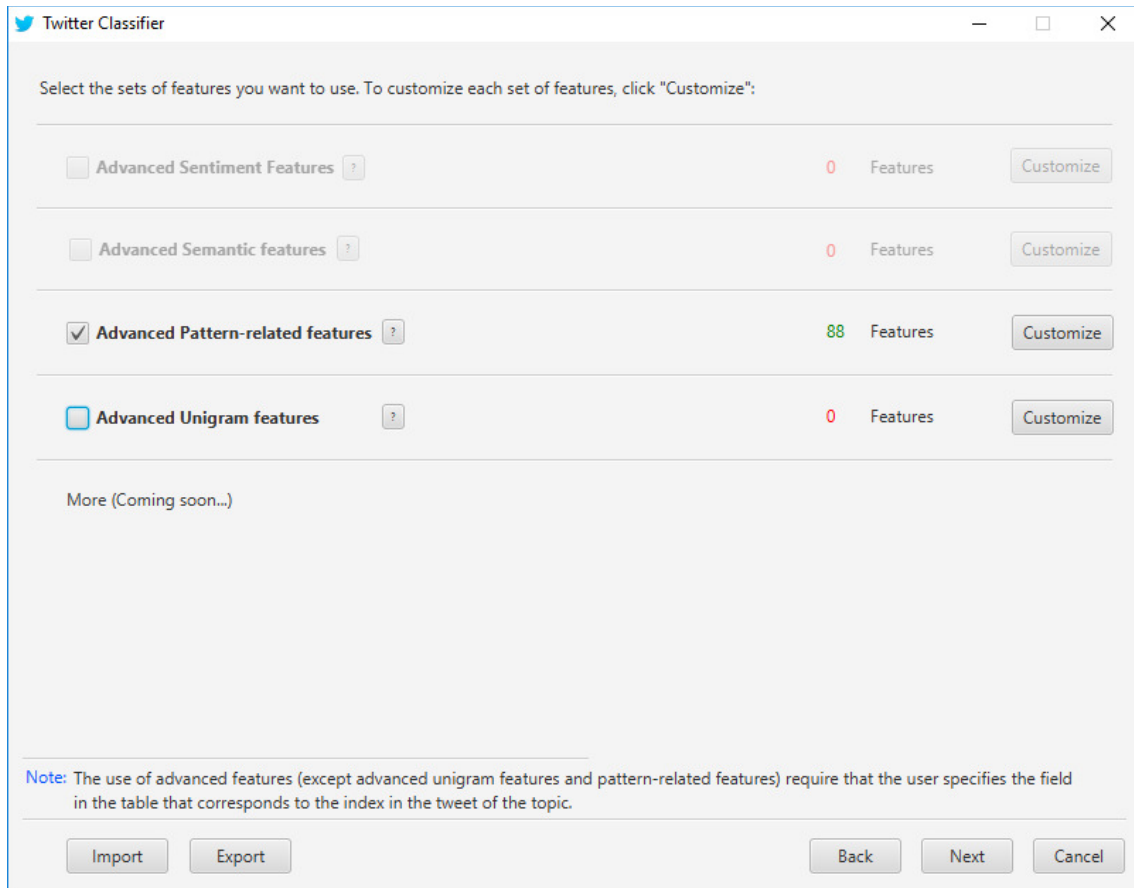 Twitter Classifier
Select the sets of features you want to use. To customize each set of features, click "Customize":
Advanced Sentiment Features ? 0 Features Customize
Advanced Semantic features ? 0 Features Customize
Advanced Pattern-related features ? 88 Features Customize
Advanced Unigram features ? 0 Features Customize
More (Coming soon...)
Note: The use of advanced features (except advanced unigram features and pattern-related features) require that the user specifies the field
in the table that corresponds to the index in the tweet of the topic.
Import Export Back Next Cancel